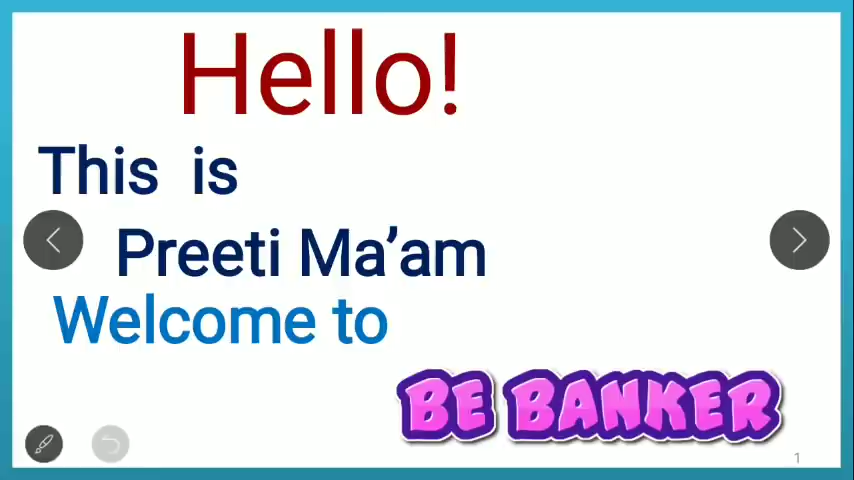 Hello!
This is
Preeti Ma’am
Welcome to
BE BANKER
1